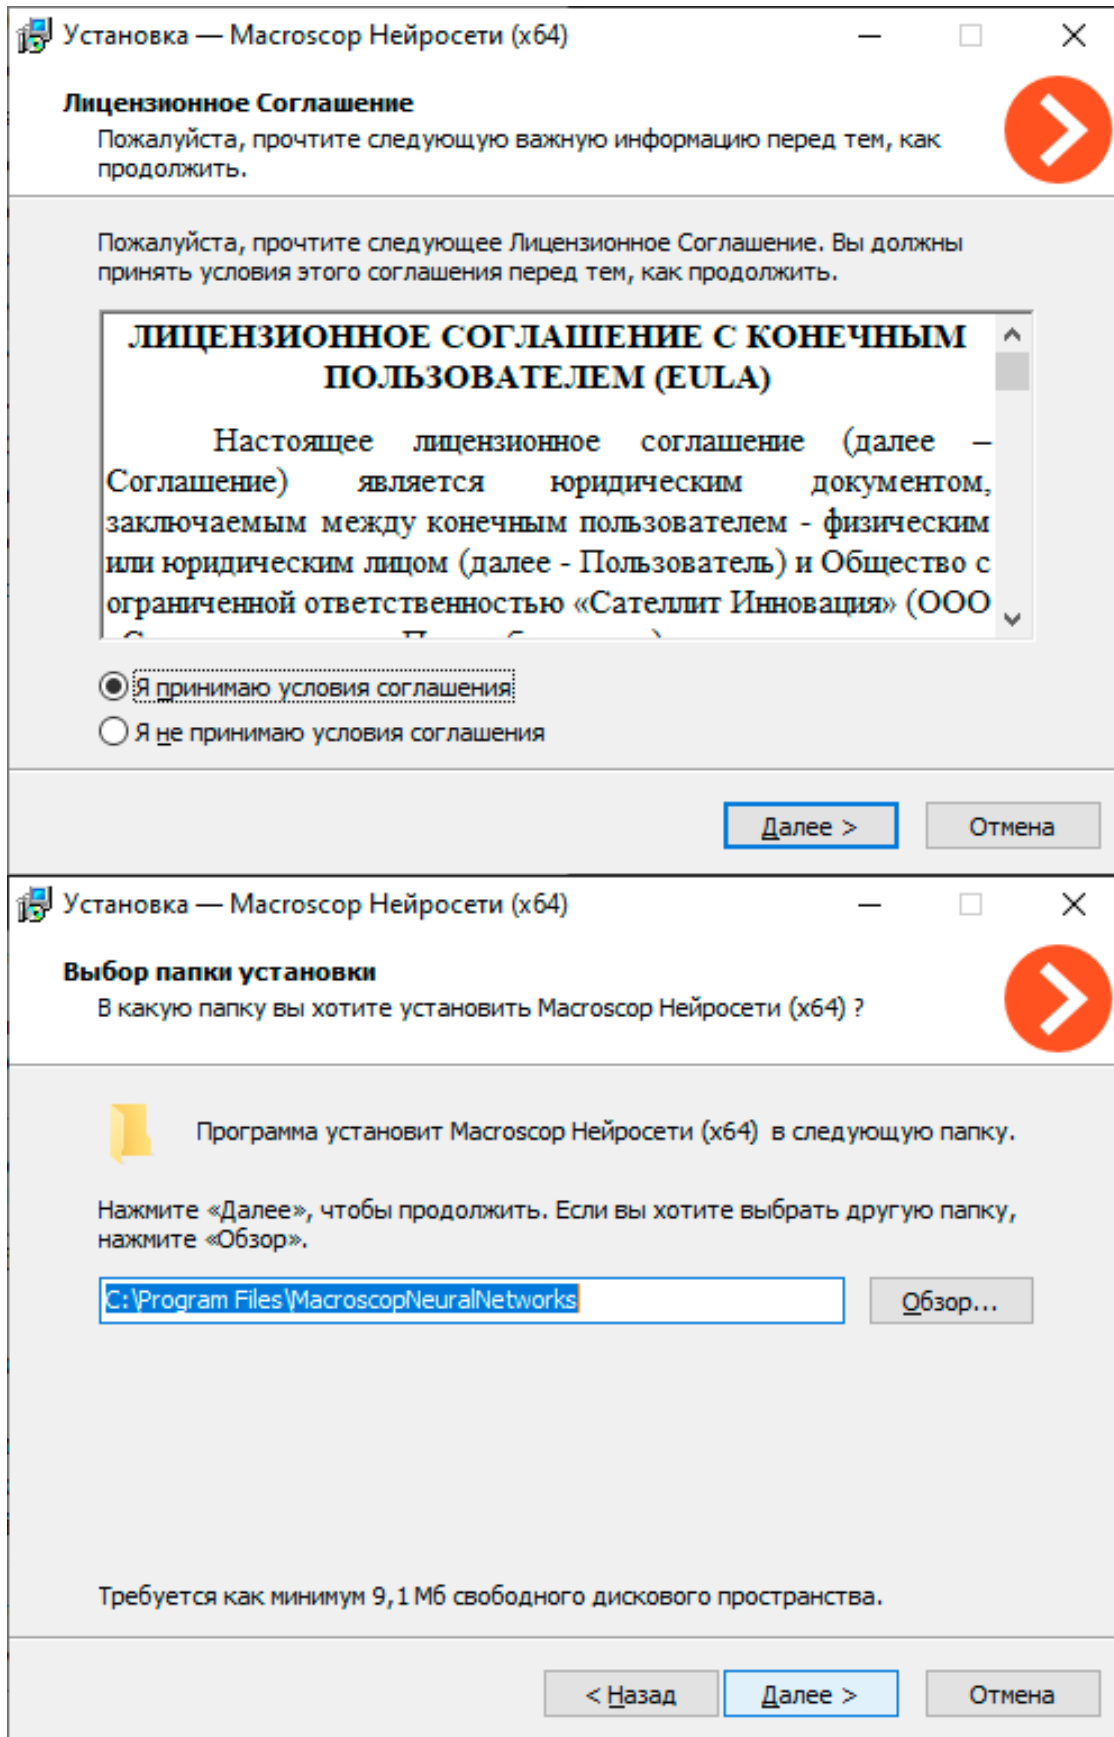 Установка — Macroscop Нейросети (x64)
Лицензионное Соглашение
Пожалуйста, прочтите следующую важную информацию перед тем, как
продолжить.
Пожалуйста, прочтите следующее Лицензионное Соглашение. Вы должны
принять условия этого соглашения перед тем, как продолжить.
ЛИЦЕНЗИОННОЕ СОГЛАШЕНИЕ С КОНЕЧНЫМ
ПОЛЬЗОВАТЕЛЕМ (EULA)
Настоящее лицензионное соглашение (далее –
Соглашение) является юридическим документом,
заключаемым между конечным пользователем - физическим
или юридическим лицом (далее - Пользователь) и Общество с
ограниченной ответственностью «Сателлит Инновация» (ООО
Я принимаю условия соглашения
Я не принимаю условия соглашения
Далее > Отмена
Установка — Macroscop Нейросети (x64)
Выбор папки установки
В какую папку вы хотите установить Macroscop Нейросети (x64) ?
Программа установит Macroscop Нейросети (x64) в следующую папку.
Нажмите «Далее», чтобы продолжить. Если вы хотите выбрать другую папку,
нажмите «Обзор».
C:\Program Files\MacroscopNeuralNetworks Обзор...
Требуется как минимум 9,1 Мб свободного дискового пространства.
< Назад Далее > Отмена